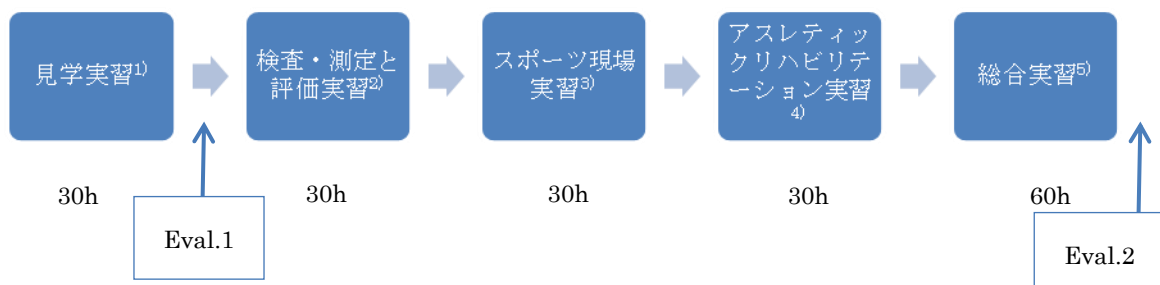 見学実習1)
検査・測定と
評価実習2)
スポーツ現場
実習3)
アスレティッ
クリハビリテ
ーション実習
4)
総合実習5)
30h
30h
30h
30h
60h
Eval.1
Eval.2